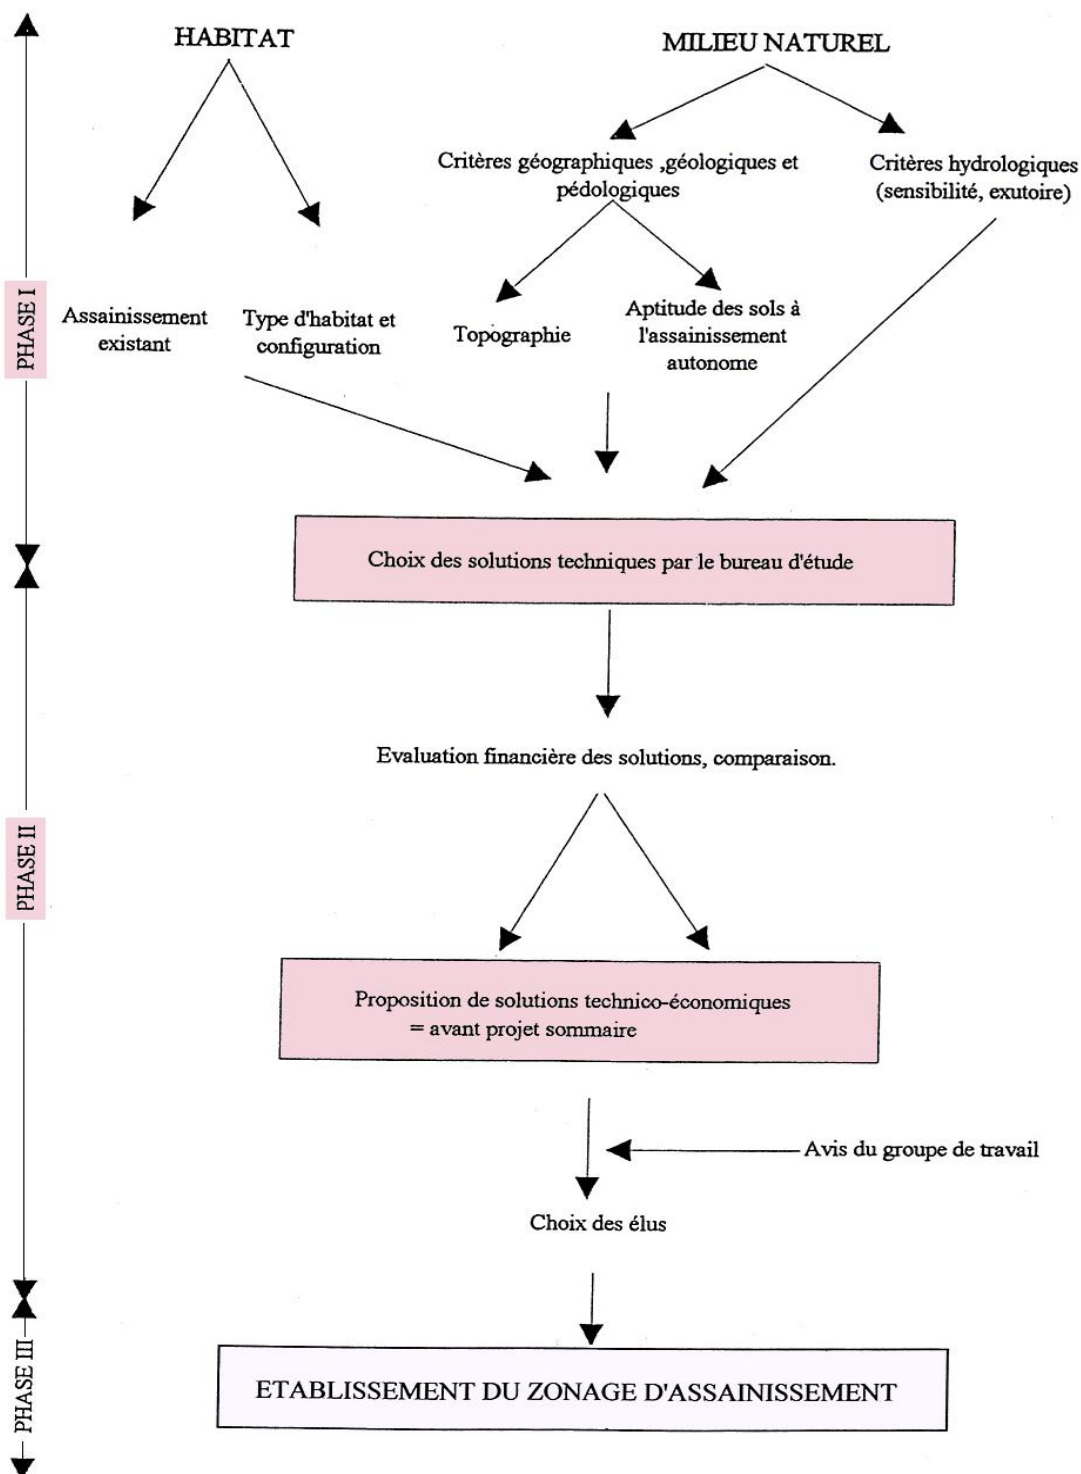 HABITAT
MILIEU NATUREL
Critères géographiques ,géologiques et
pédologiques
Critères hydrologiques
(sensibilité, exutoire)
PHASE I
Assainissement
existant
Type d'habitat et
configuration
Topographie
Aptitude des sols à
l'assainissement
autonome
Choix des solutions techniques par le bureau d'étude
Evaluation financière des solutions, comparaison.
PHASE II
Proposition de solutions technico-économiques
= avant projet sommaire
Avis du groupe de travail
Choix des élus
PHASE III
ETABLISSEMENT DU ZONAGE D'ASSAINISSEMENT